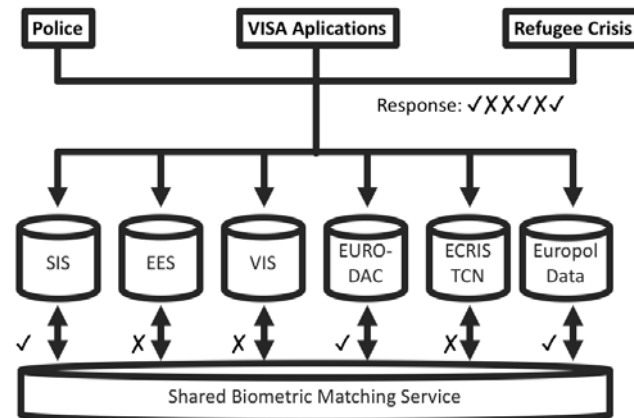 Police
VISA Aplications
Refugee Crisis
Response: ✓✗✗✓✗✓
SIS
EES
VIS
EURO-
DAC
ECRIS
TCN
Europol
Data
✓ ✗ ✗ ✓ ✗ ✓
Shared Biometric Matching Service